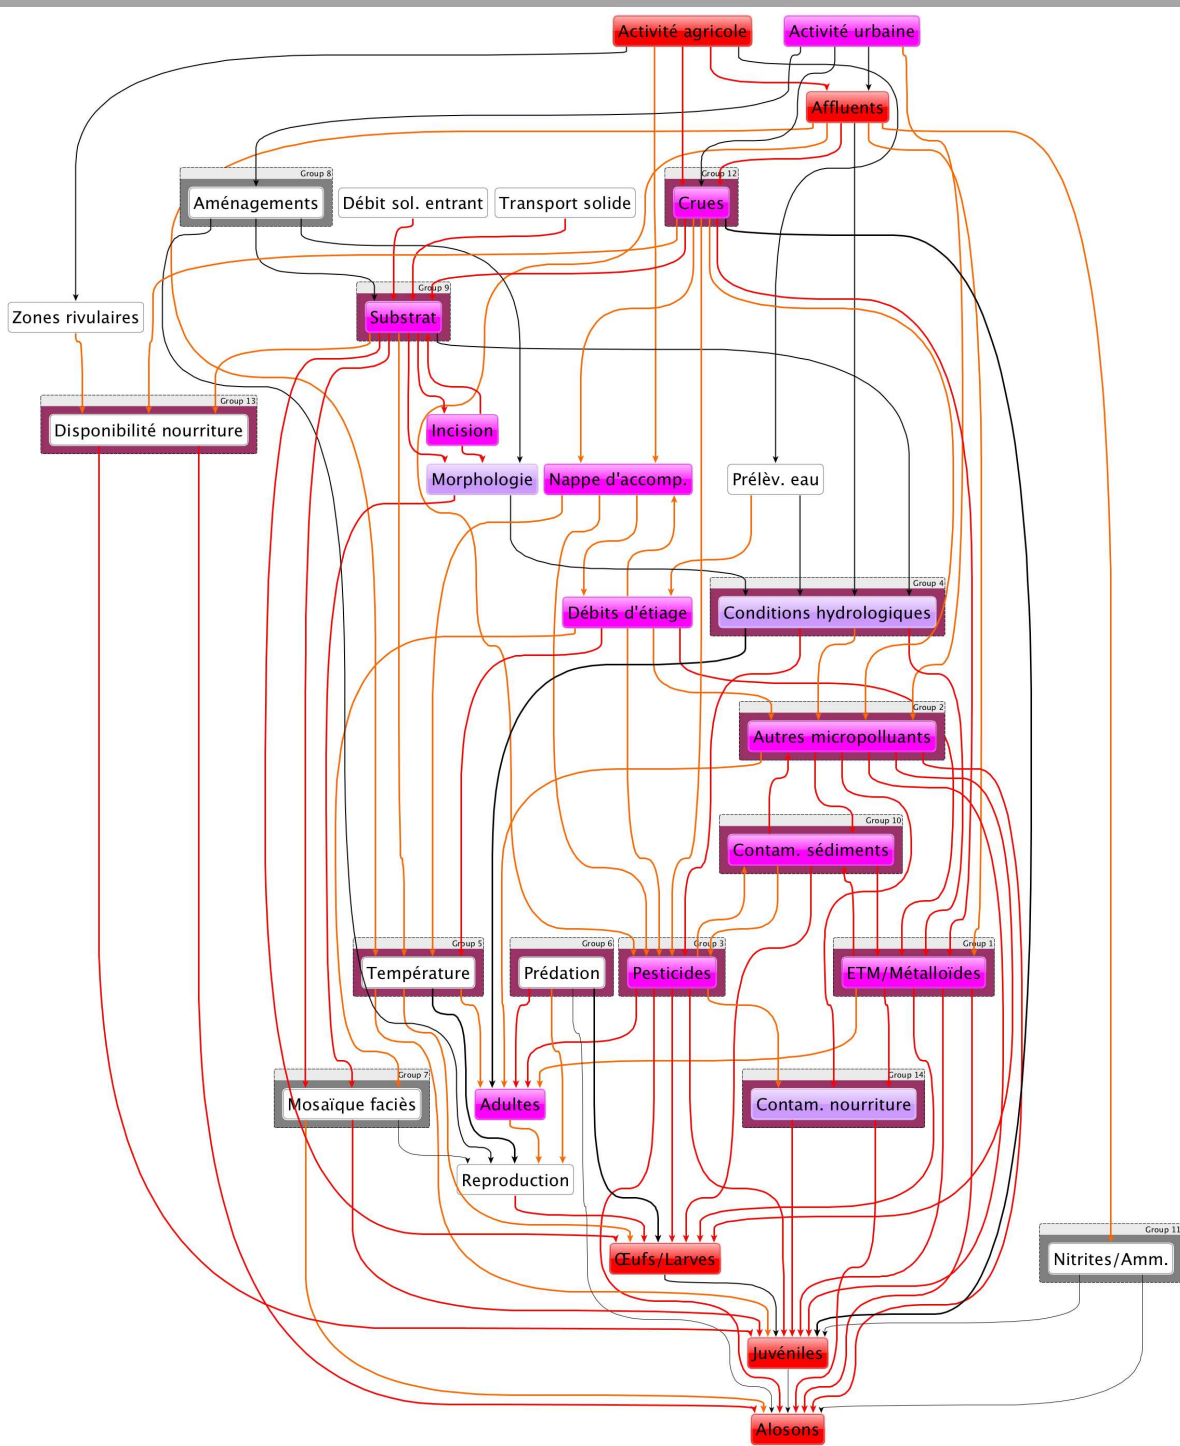 Activité agricole
Activité urbaine
Affluents
Group 8
Aménagements
Débit sol. entrant
Transport solide
Group 12
Crues
Zones rivulaires
Group 9
Substrat
Group 13
Disponibilité nourriture
Incision
Morphologie
Nappe d'accomp.
Prélèv. eau
Débits d'étiage
Group 4
Conditions hydrologiques
Group 2
Autres micropolluants
Group 10
Contam. sédiments
Group 5
Température
Group 6
Prédation
Group 3
Pesticides
Group 1
ETM/Métalloïdes
Group 7
Mosaïque faciès
Adultes
Group 14
Contam. nourriture
Reproduction
Œufs/Larves
Group 11
Nitrites/Amm.
Juvéniles
Alosons